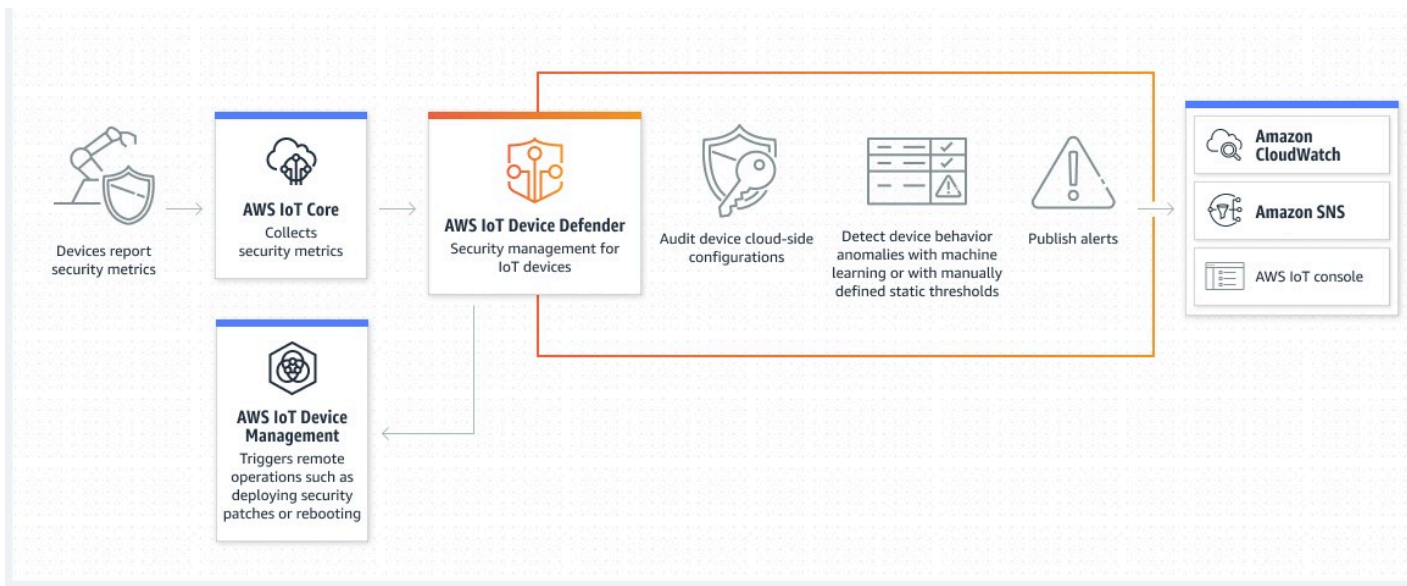 Devices report
security metrics
AWS IoT Core
Collects
security metrics
AWS IoT Device Defender
Security management for
IoT devices
Audit device cloud-side
configurations
Detect device behavior
anomalies with machine
learning or with manually
defined static thresholds
Publish alerts
Amazon
CloudWatch
Amazon SNS
AWS IoT console
AWS IoT Device
Management
Triggers remote
operations such as
deploying security
patches or rebooting